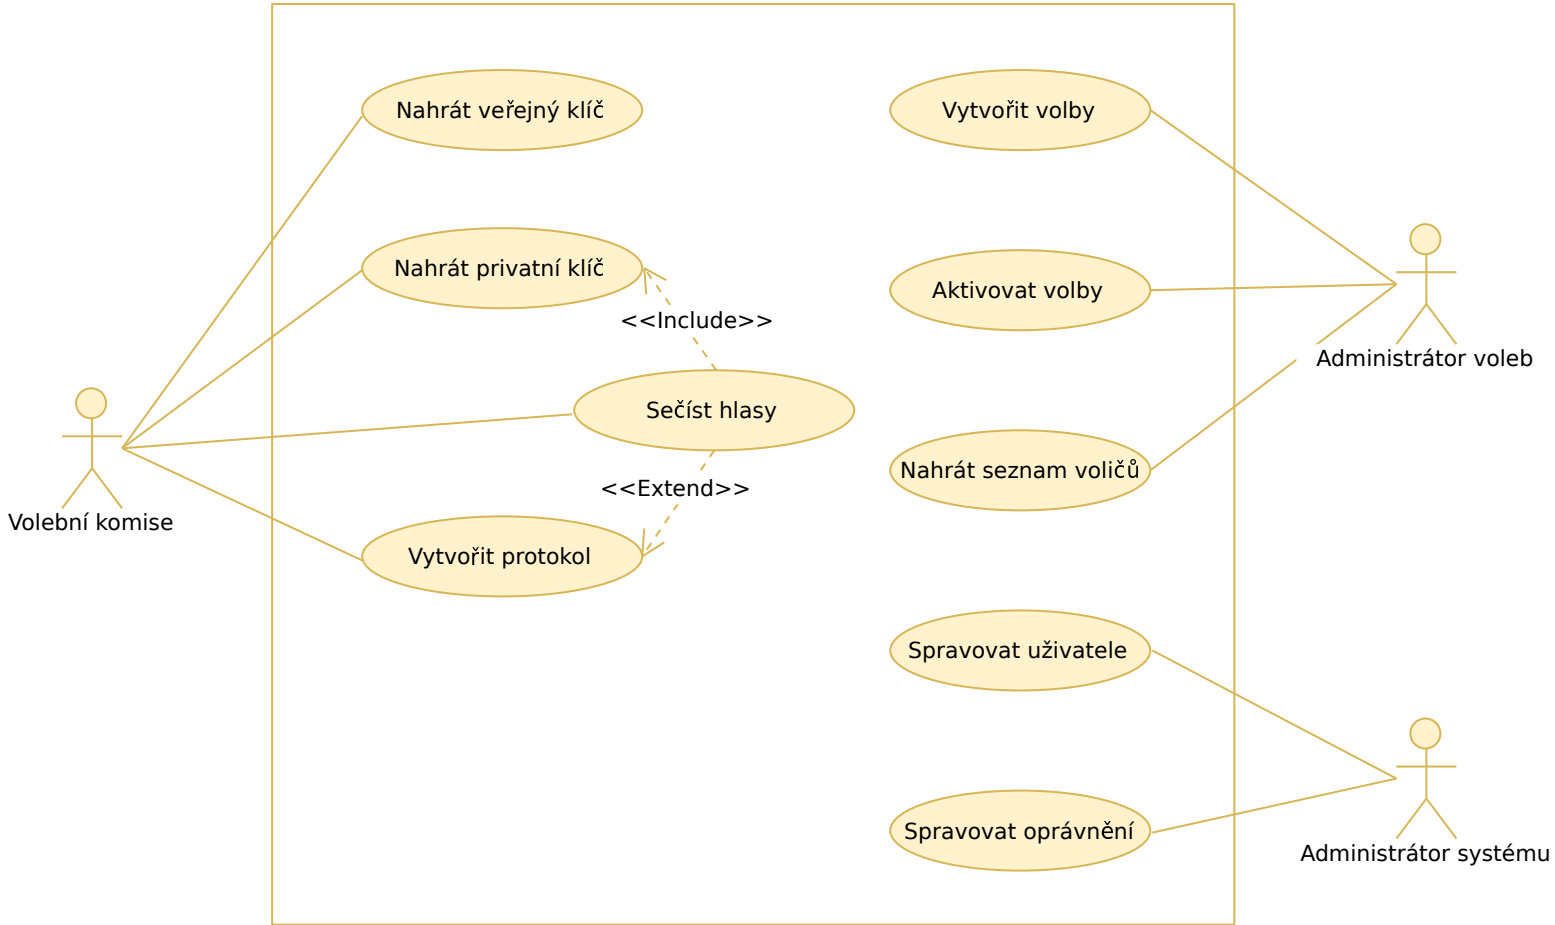 Nahrát veřejný klíč
Vytvořit volby
Nahrát privatní klíč
Aktivovat volby
<<Include>>
Administrátor voleb
Sečíst hlasy
Nahrát seznam voličů
<<Extend>>
Volební komise
Vytvořit protokol
Spravovat uživatele
Spravovat oprávnění
Administrátor systému